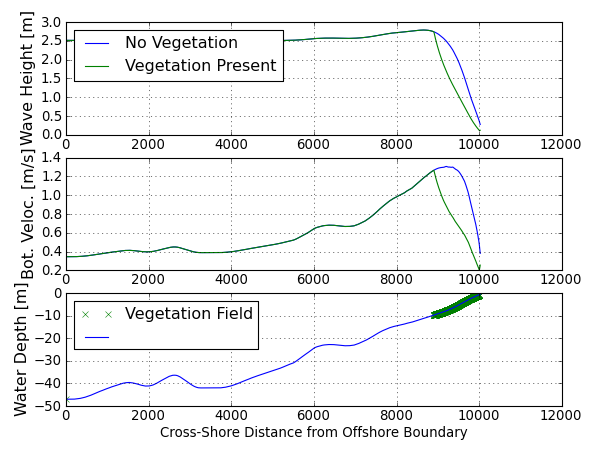 Wave Height [m]
3.0
2.5
2.0
1.5
1.0
0.5
0.0
No Vegetation
Vegetation Present
0 2000 4000 6000 8000 10000 12000
Bot. Veloc. [m/s]
1.4
1.2
1.0
0.8
0.6
0.4
0.2
0 2000 4000 6000 8000 10000 12000
Water Depth [m]
0
−10
−20
−30
−40
−50
Vegetation Field
0 2000 4000 6000 8000 10000 12000
Cross-Shore Distance from Offshore Boundary